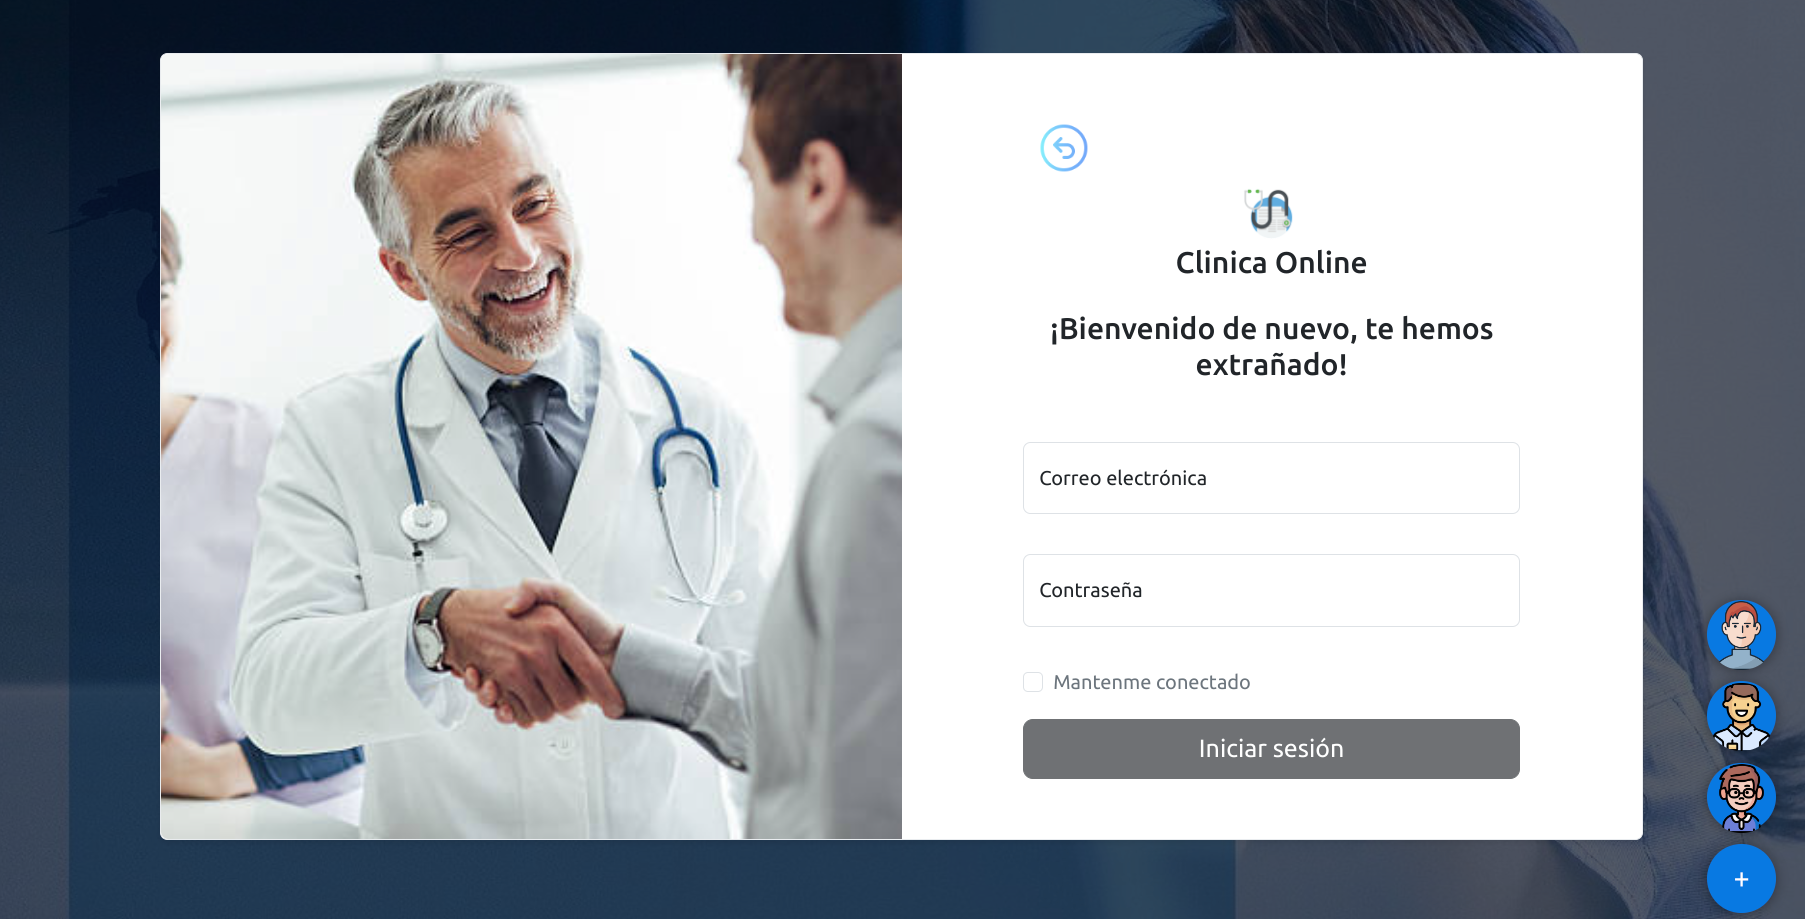 Clinica Online
¡Bienvenido de nuevo, te hemos
extrañado!
Correo electrónica
Contraseña
Mantenme conectado
Iniciar sesión
+